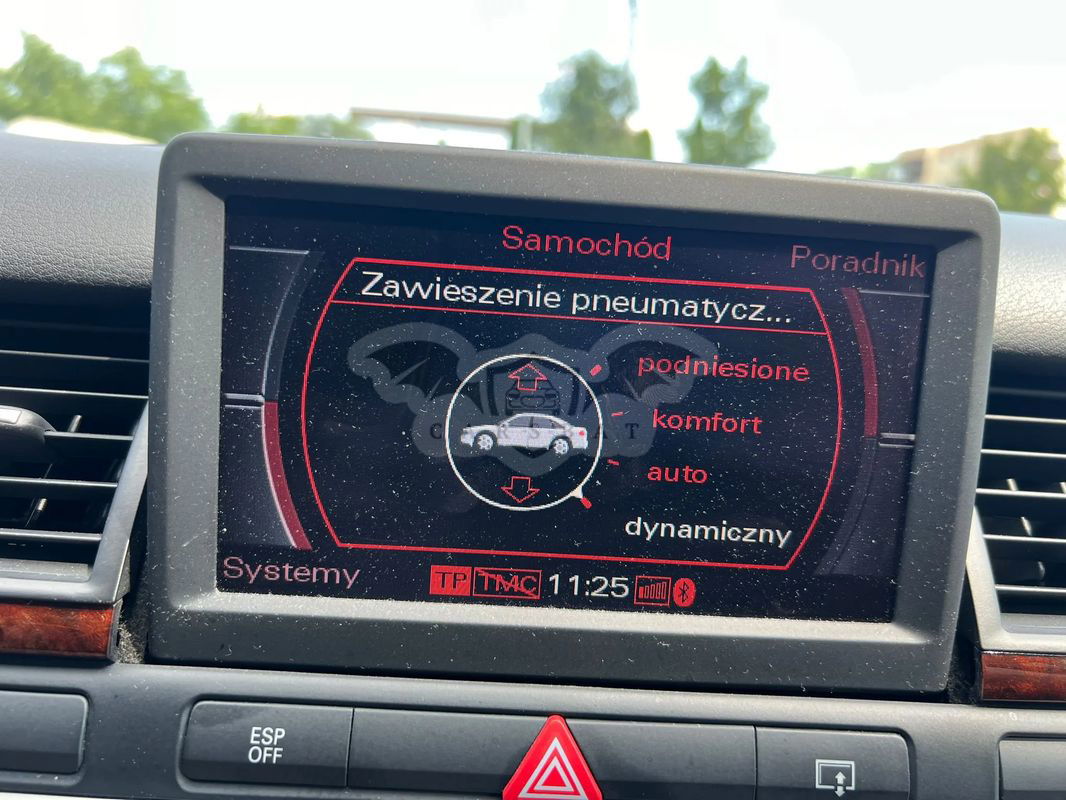 Samochód
Poradnik
Zawieszenie pneumatycz...
podniesione
komfort
auto
dynamiczny
Systemy
TP TMC 11:25
ESP
OFF